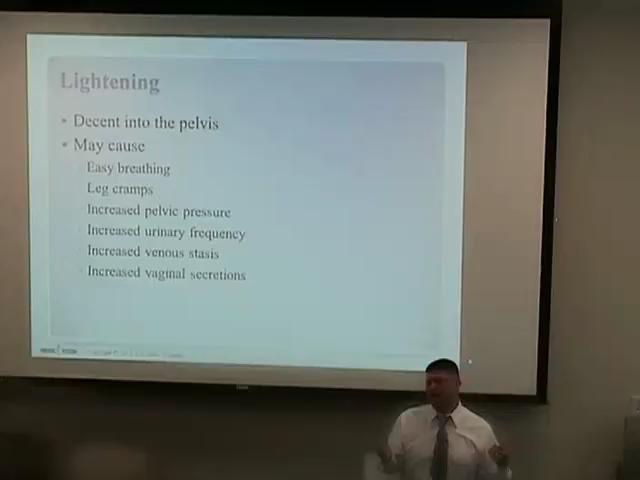 Lightening
• Decent into the pelvis
• May cause
Easy breathing
Leg cramps
Increased pelvic pressure
Increased urinary frequency
Increased venous stasis
Increased vaginal secretions